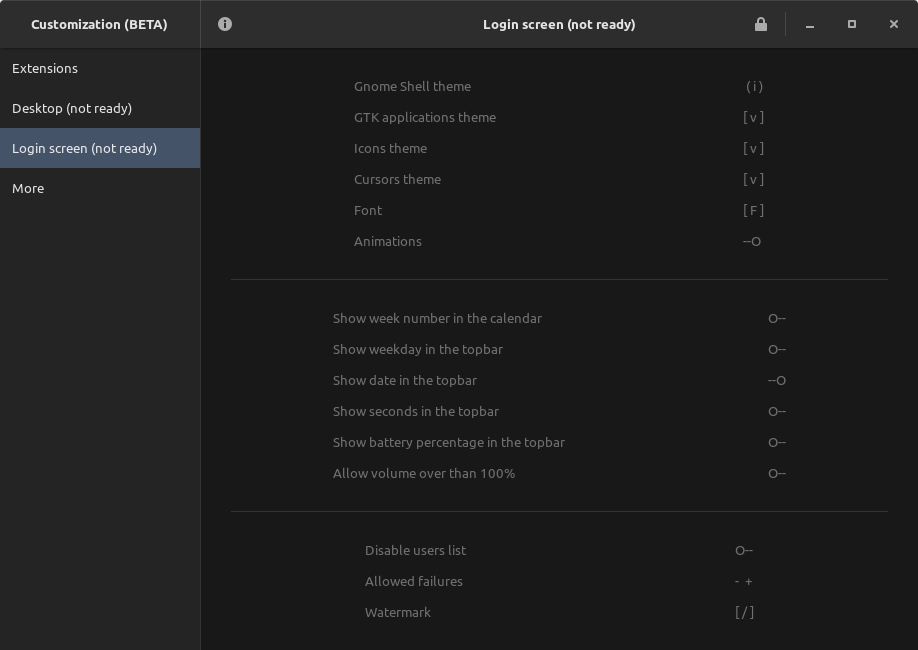 Customization (BETA)
Login screen (not ready)
Extensions
Desktop (not ready)
Login screen (not ready)
More
Gnome Shell theme (i)
GTK applications theme [v]
Icons theme [v]
Cursors theme [v]
Font [F]
Animations --O
Show week number in the calendar O--
Show weekday in the topbar O--
Show date in the topbar --O
Show seconds in the topbar O--
Show battery percentage in the topbar O--
Allow volume over than 100% O--
Disable users list O--
Allowed failures - +
Watermark [/]